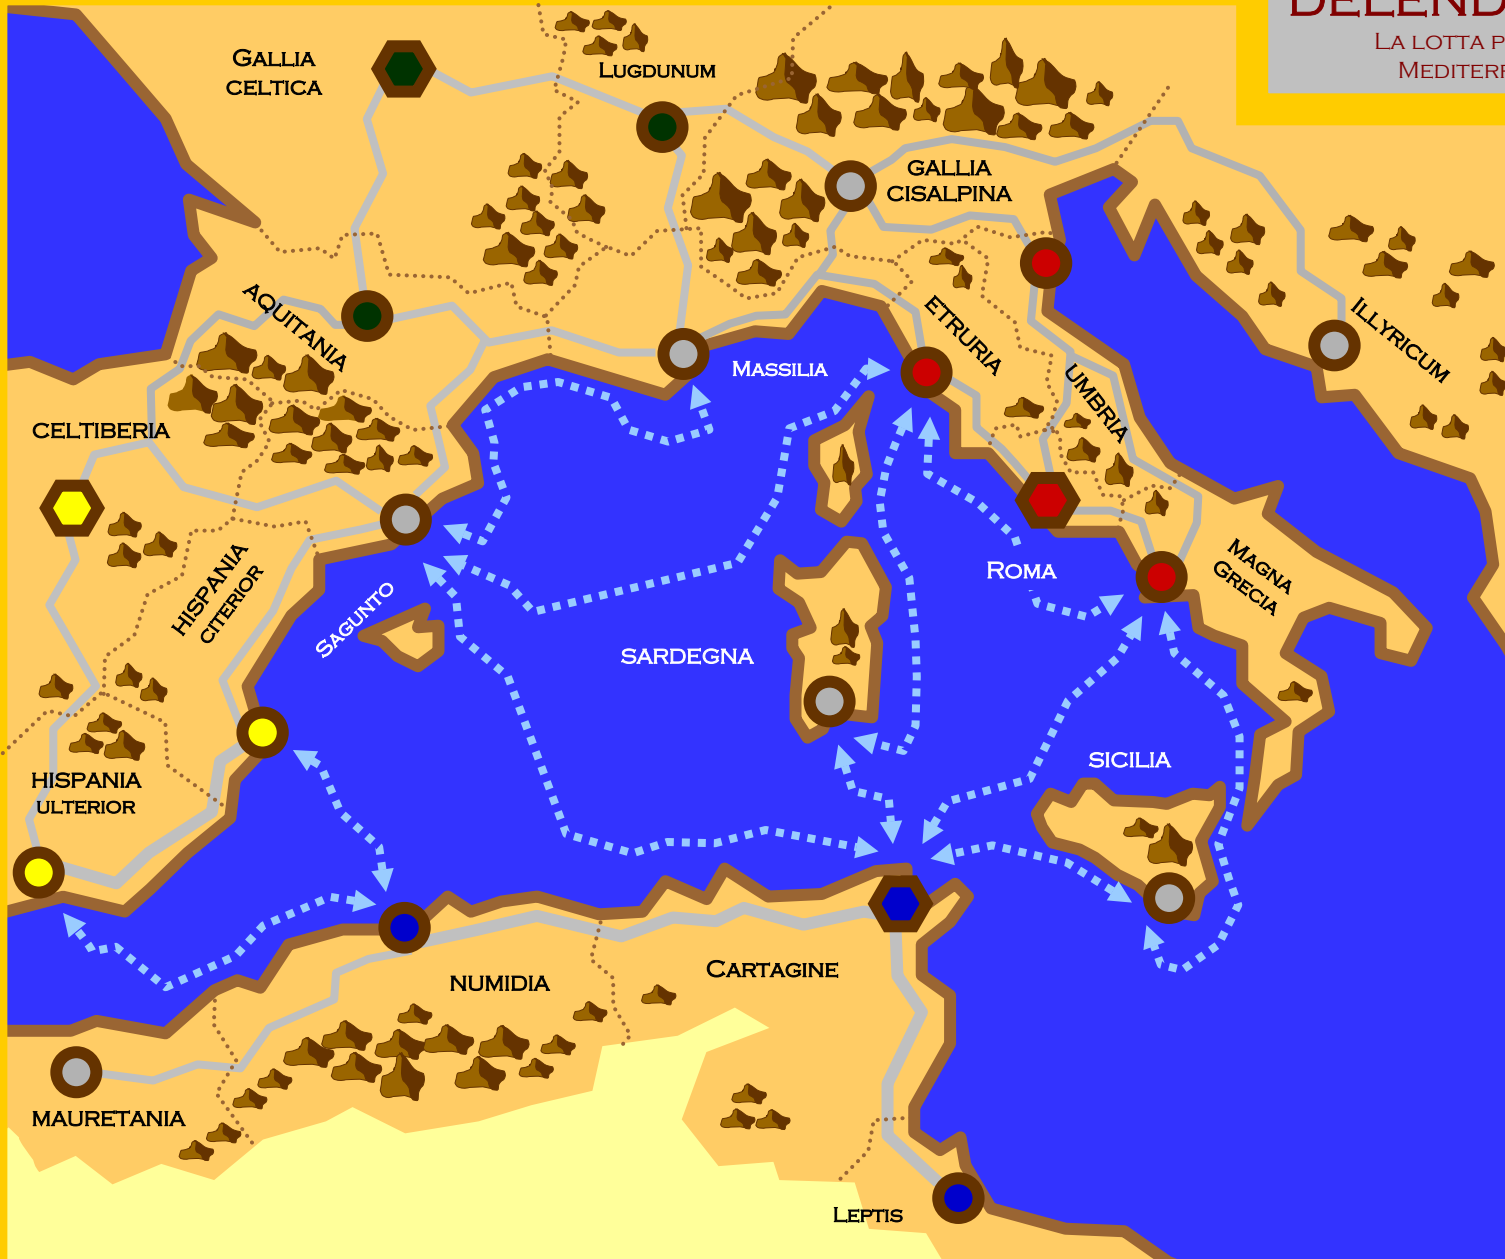 DELEND
LA LOTTA P
MEDITERR
GALLIA
CELTICA
LUGDUNUM
GALLIA
CISALPINA
AQUITANIA
ETRURIA
ILLYRICUM
MASSILIA
UMBRIA
CELTIBERIA
HISPANIA
CITERIOR
SAGUNTO
ROMA
MAGNA
GRECIA
SARDEGNA
SICILIA
HISPANIA
ULTERIOR
NUMIDIA
CARTAGINE
MAURETANIA
LEPTIS